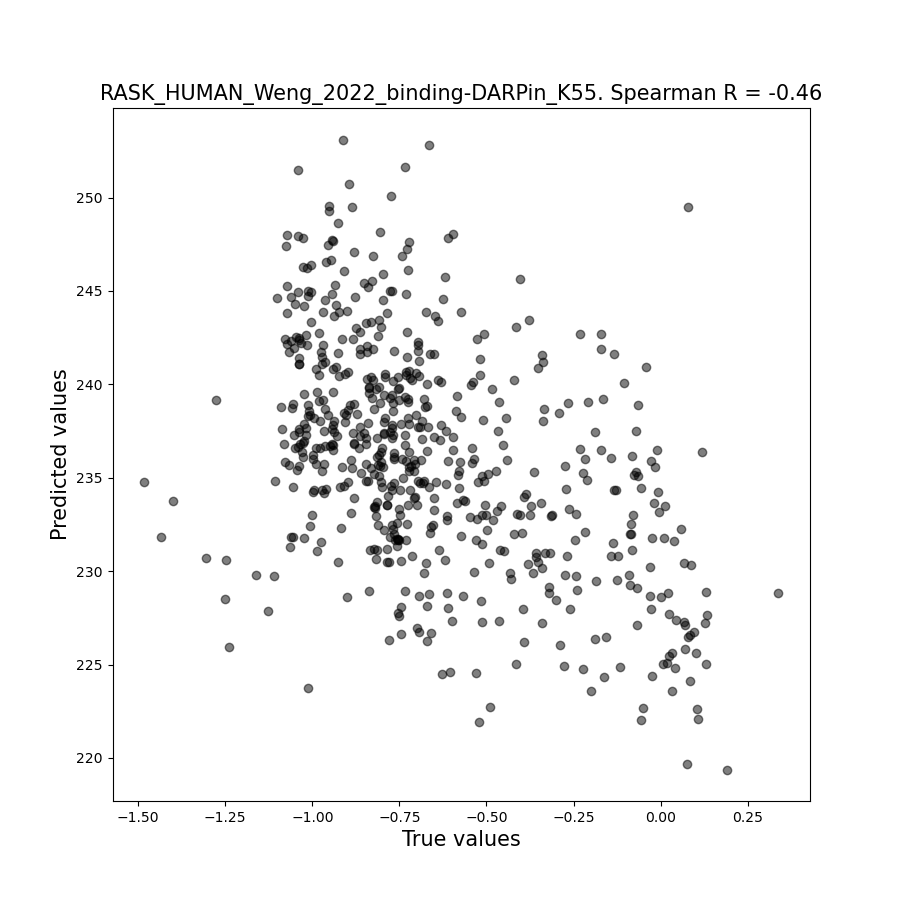 RASK_HUMAN_Weng_2022_binding-DARPin_K55. Spearman R = -0.46
250
245
240
235
230
225
220
Predicted values
−1.50 −1.25 −1.00 −0.75 −0.50 −0.25 0.00 0.25
True values